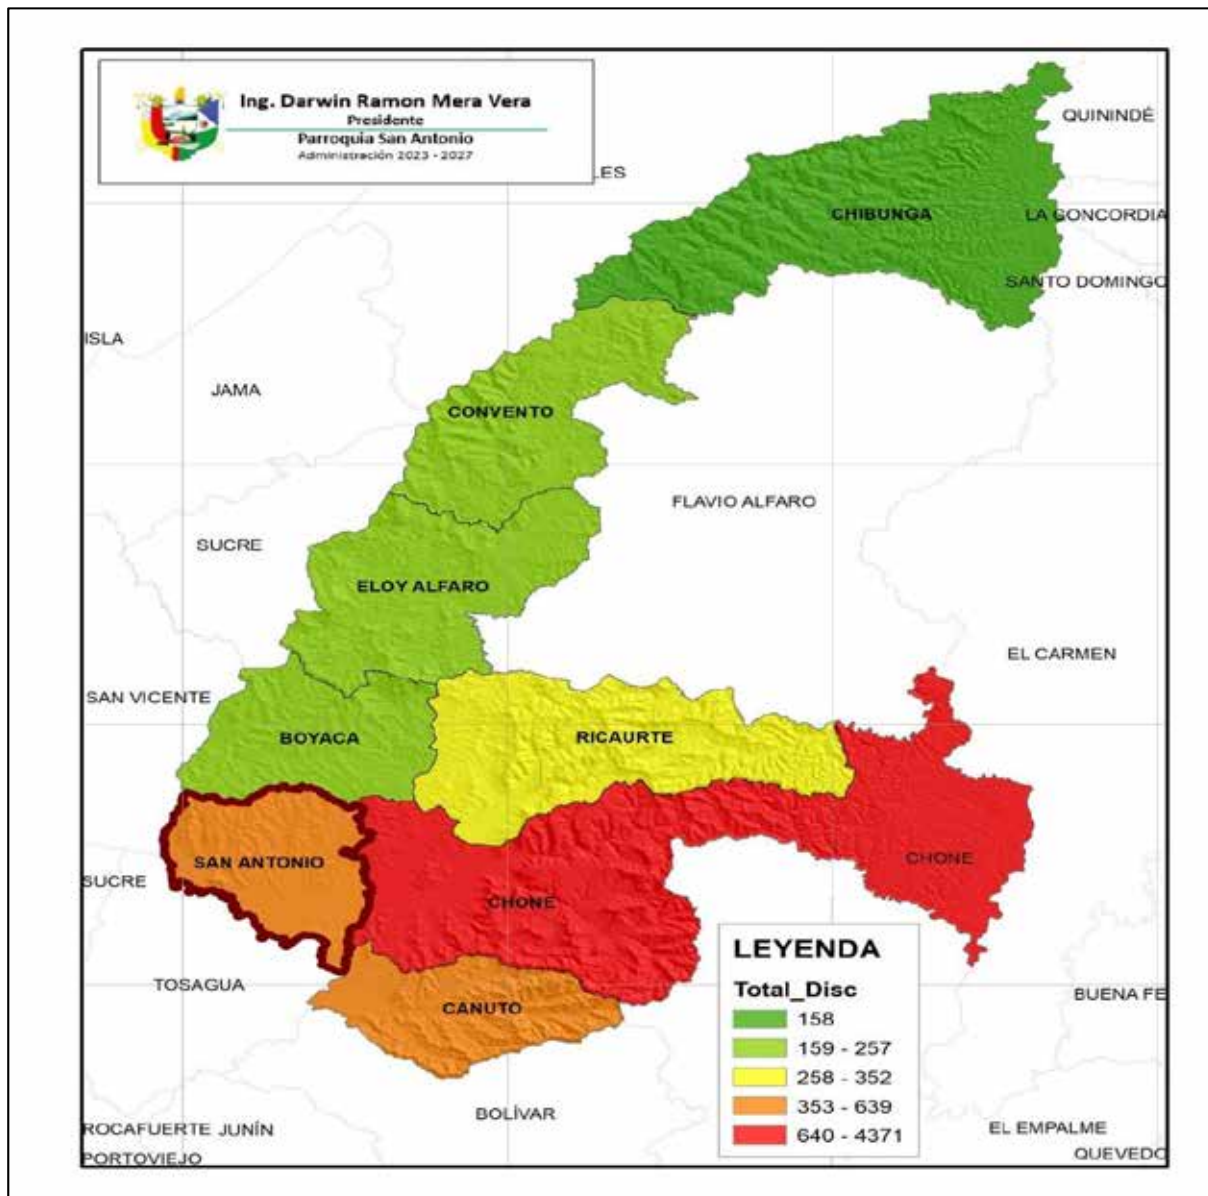 Ing. Darwin Ramon Mera Vera
Presidente
Parroquia San Antonio
Administración 2023 - 2027
LES
QUININDÉ
CHIBUNGA
LA CONCORDIA
SANTO DOMINGO
ISLA
JAMA
CONVENTO
FLAVIO ALFARO
SUCRE
ELOY ALFARO
EL CARMEN
SAN VICENTE
BOYACA
RICAURTE
SAN ANTONIO
CHONE
SUCRE
CHONE
TOSAGUA
CANUTO
BUENA FE
BOLÍVAR
ROCAFUERTE JUNÍN
EL EMPALME
PORTOVIEJO
QUEVEDO
LEYENDA
Total_Disc
158
159 - 257
258 - 352
353 - 639
640 - 4371